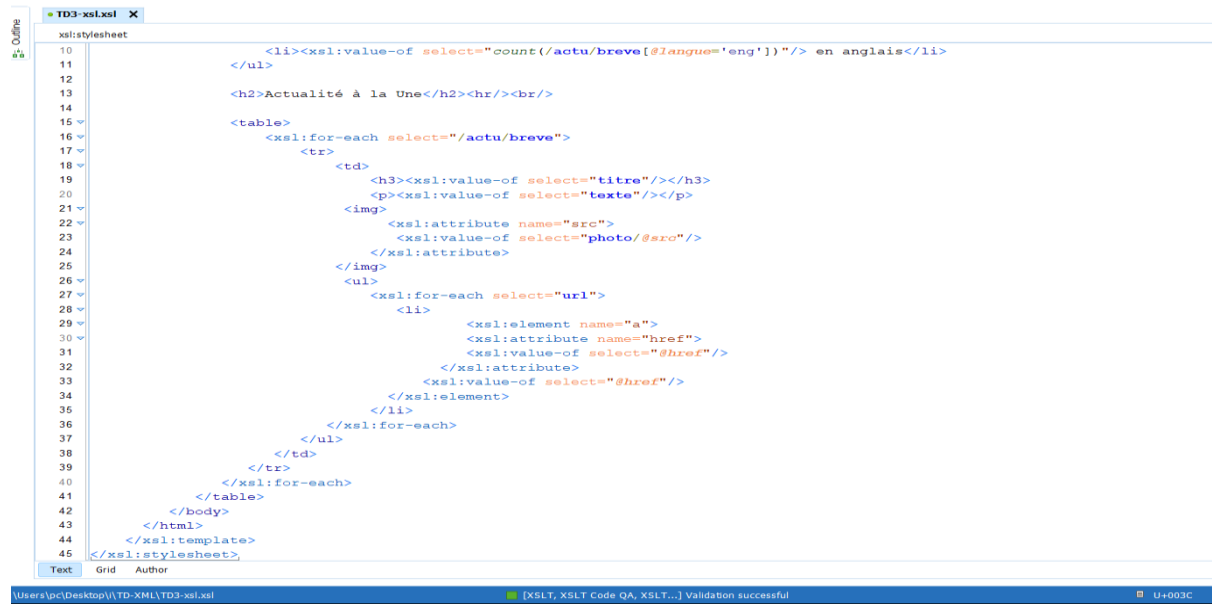 TD3-xsl.xsl
Outline
xsl:stylesheet
10 <li><xsl:value-of select="count(/actu/breve[@langue='eng'])"/> en anglais</li>
11 </ul>
12
13 <h2>Actualité à la Une</h2><hr/><br/>
14
15 <table>
16 <xsl:for-each select="/actu/breve">
17 <tr>
18 <td>
19 <h3><xsl:value-of select="titre"/></h3>
20 <p><xsl:value-of select="texte"/></p>
21 <img>
22 <xsl:attribute name="src">
23 <xsl:value-of select="photo/@src"/>
24 </xsl:attribute>
25 </img>
26 <ul>
27 <xsl:for-each select="url">
28 <li>
29 <xsl:element name="a">
30 <xsl:attribute name="href">
31 <xsl:value-of select="@href"/>
32 </xsl:attribute>
33 <xsl:value-of select="@href"/>
34 </xsl:element>
35 </li>
36 </xsl:for-each>
37 </ul>
38 </td>
39 </tr>
40 </xsl:for-each>
41 </table>
42 </body>
43 </html>
44 </xsl:template>
45 </xsl:stylesheet>
Text Grid Author
\Users\pc\Desktop\i\TD-XML\TD3-xsl.xsl [XSLT, XSLT Code QA, XSLT...] Validation successful U+003C